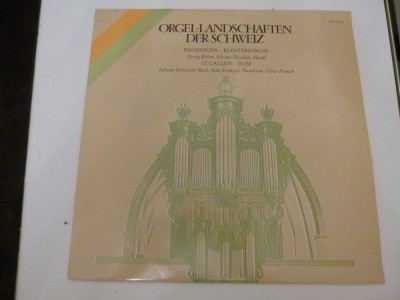 ORGEL-LANDSCHAFTEN
DER SCHWEIZ
FISCHINGEN - KLOSTERKIRCHE
Georg Böhm, Johann Nicolaus Hanff
ST. GALLEN - DOM
Johann Sebastian Bach, Jean François Dandrieu, César Franck